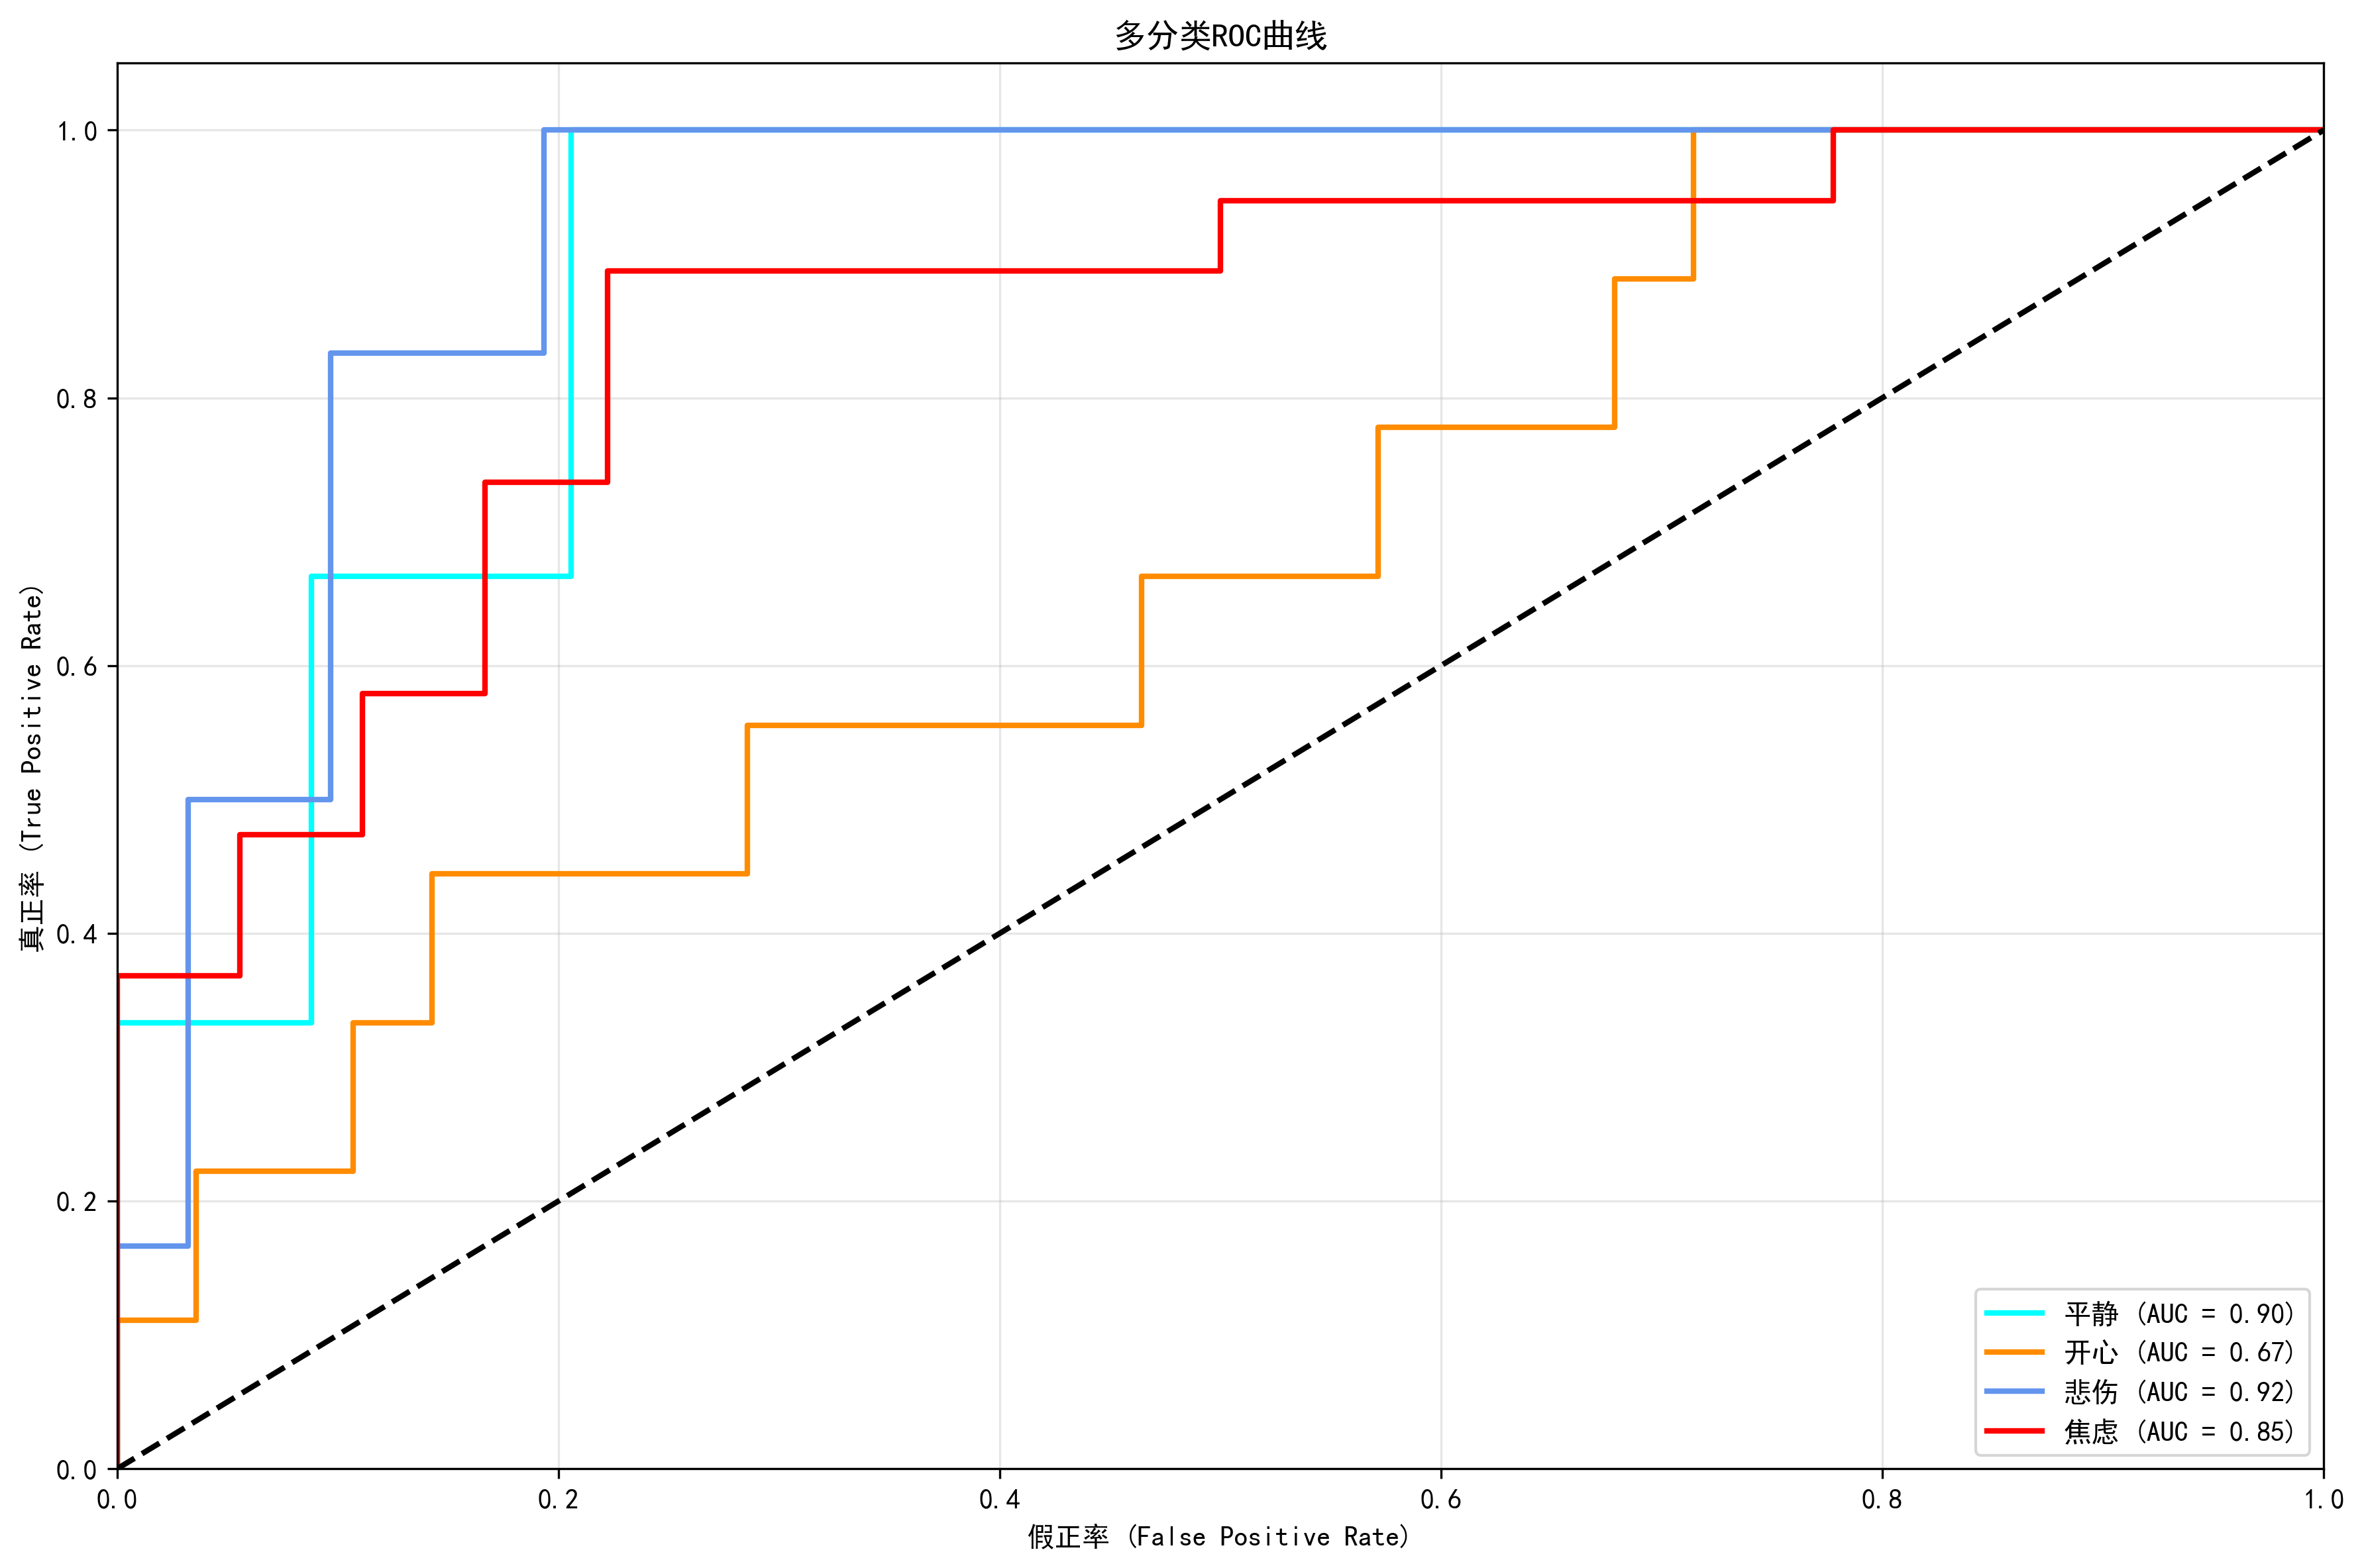 多分类ROC曲线
真正率 (True Positive Rate)
1.0
0.8
0.6
0.4
0.2
0.0
0.0 0.2 0.4 0.6 0.8 1.0
假正率 (False Positive Rate)
平静 (AUC = 0.90)
开心 (AUC = 0.67)
悲伤 (AUC = 0.92)
焦虑 (AUC = 0.85)